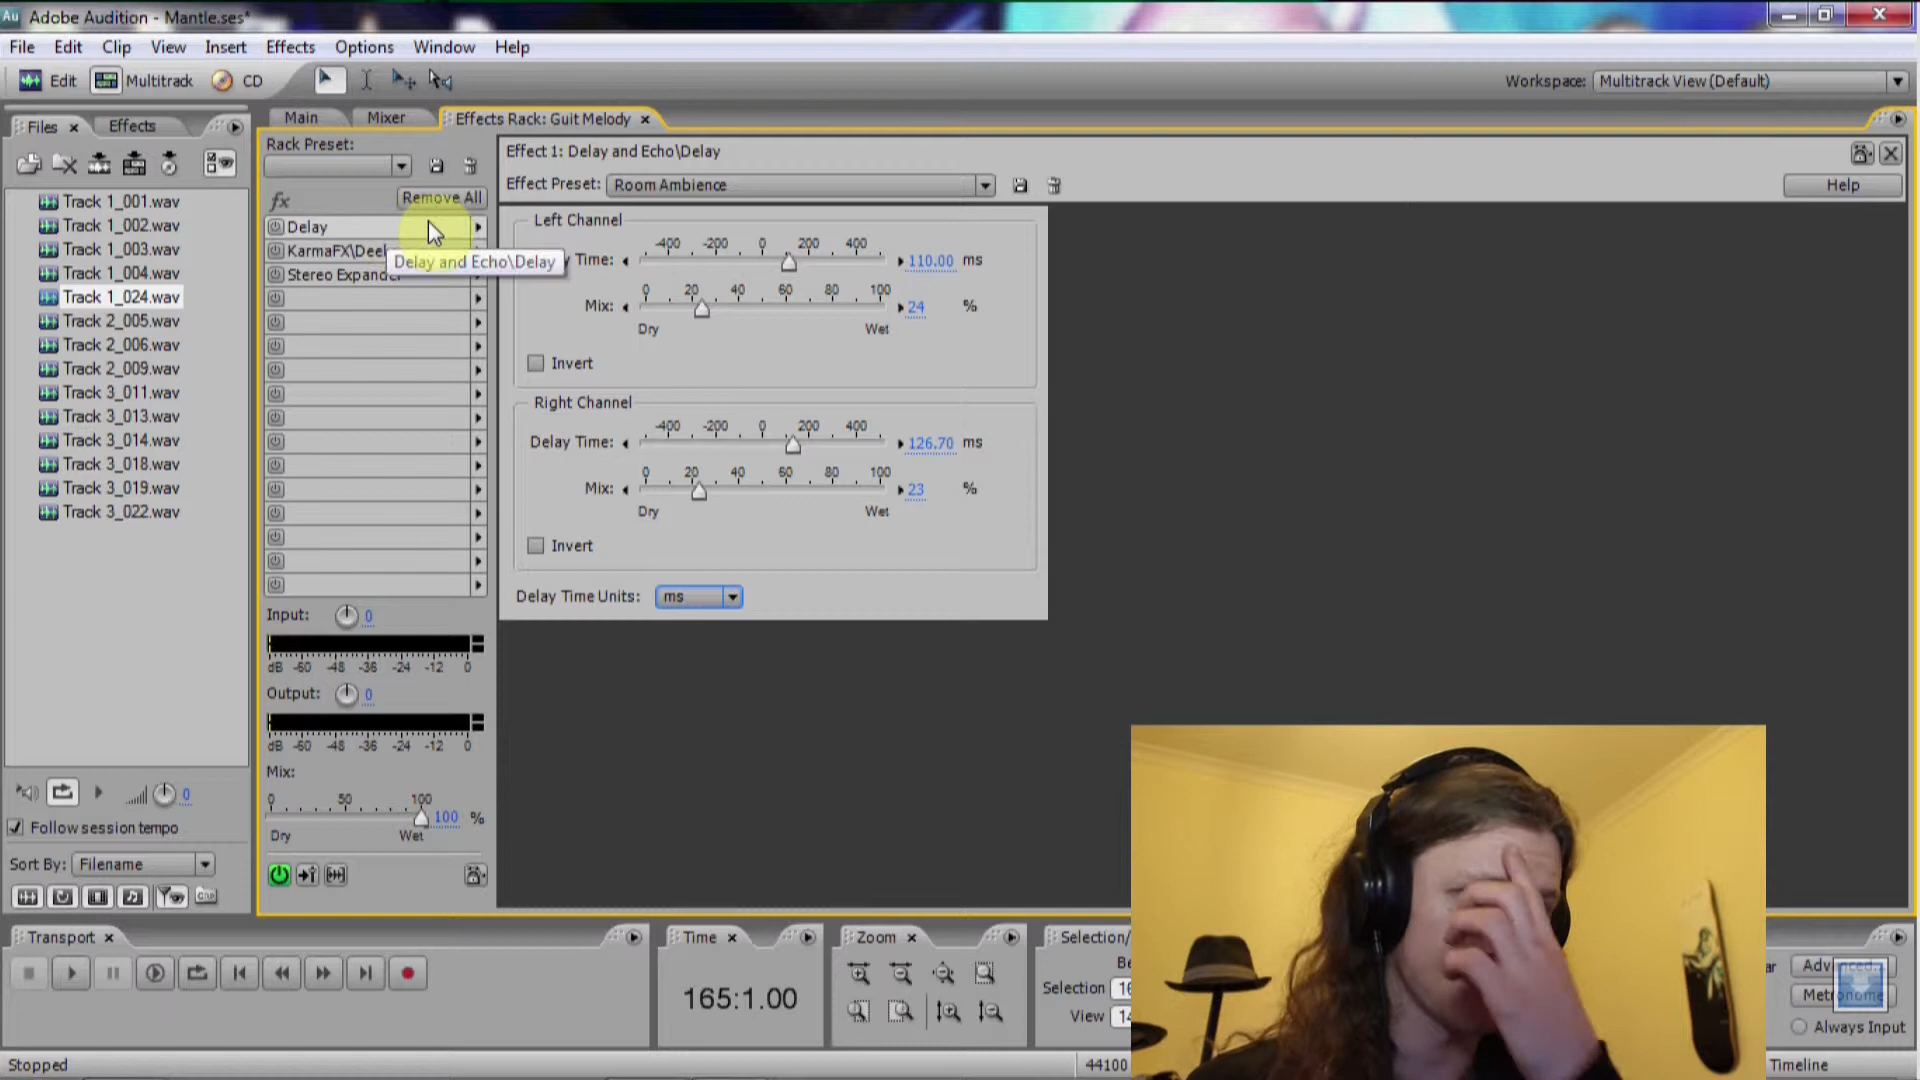 Adobe Audition - Mantle.ses*
File Edit Clip View Insert Effects Options Window Help
Edit Multitrack CD
Workspace: Multitrack View (Default)
Files Effects
Main Mixer Effects Rack: Guit Melody
Track 1_001.wav
Track 1_002.wav
Track 1_003.wav
Track 1_004.wav
Track 1_024.wav
Track 2_005.wav
Track 2_006.wav
Track 2_009.wav
Track 3_011.wav
Track 3_013.wav
Track 3_014.wav
Track 3_018.wav
Track 3_019.wav
Track 3_022.wav
Follow session tempo
Sort By: Filename
Rack Preset:
fx Remove All
Delay
KarmaFX\Deel
Stereo Expander
Delay and Echo\Delay
Input: 0
dB -60 -48 -36 -24 -12 0
Output: 0
dB -60 -48 -36 -24 -12 0
Mix:
0 50 100
100 %
Dry Wet
Effect 1: Delay and Echo\Delay
Effect Preset: Room Ambience
Help
Left Channel
-400 -200 0 200 400
Time: 110.00 ms
0 20 40 60 80 100
Mix: 24 %
Dry Wet
Invert
Right Channel
-400 -200 0 200 400
Delay Time: 126.70 ms
0 20 40 60 80 100
Mix: 23 %
Dry Wet
Invert
Delay Time Units: ms
Transport
Time
165:1.00
Zoom
Selection/
Be
Selection
View
Metronome
Always Input
Stopped
44100
Timeline